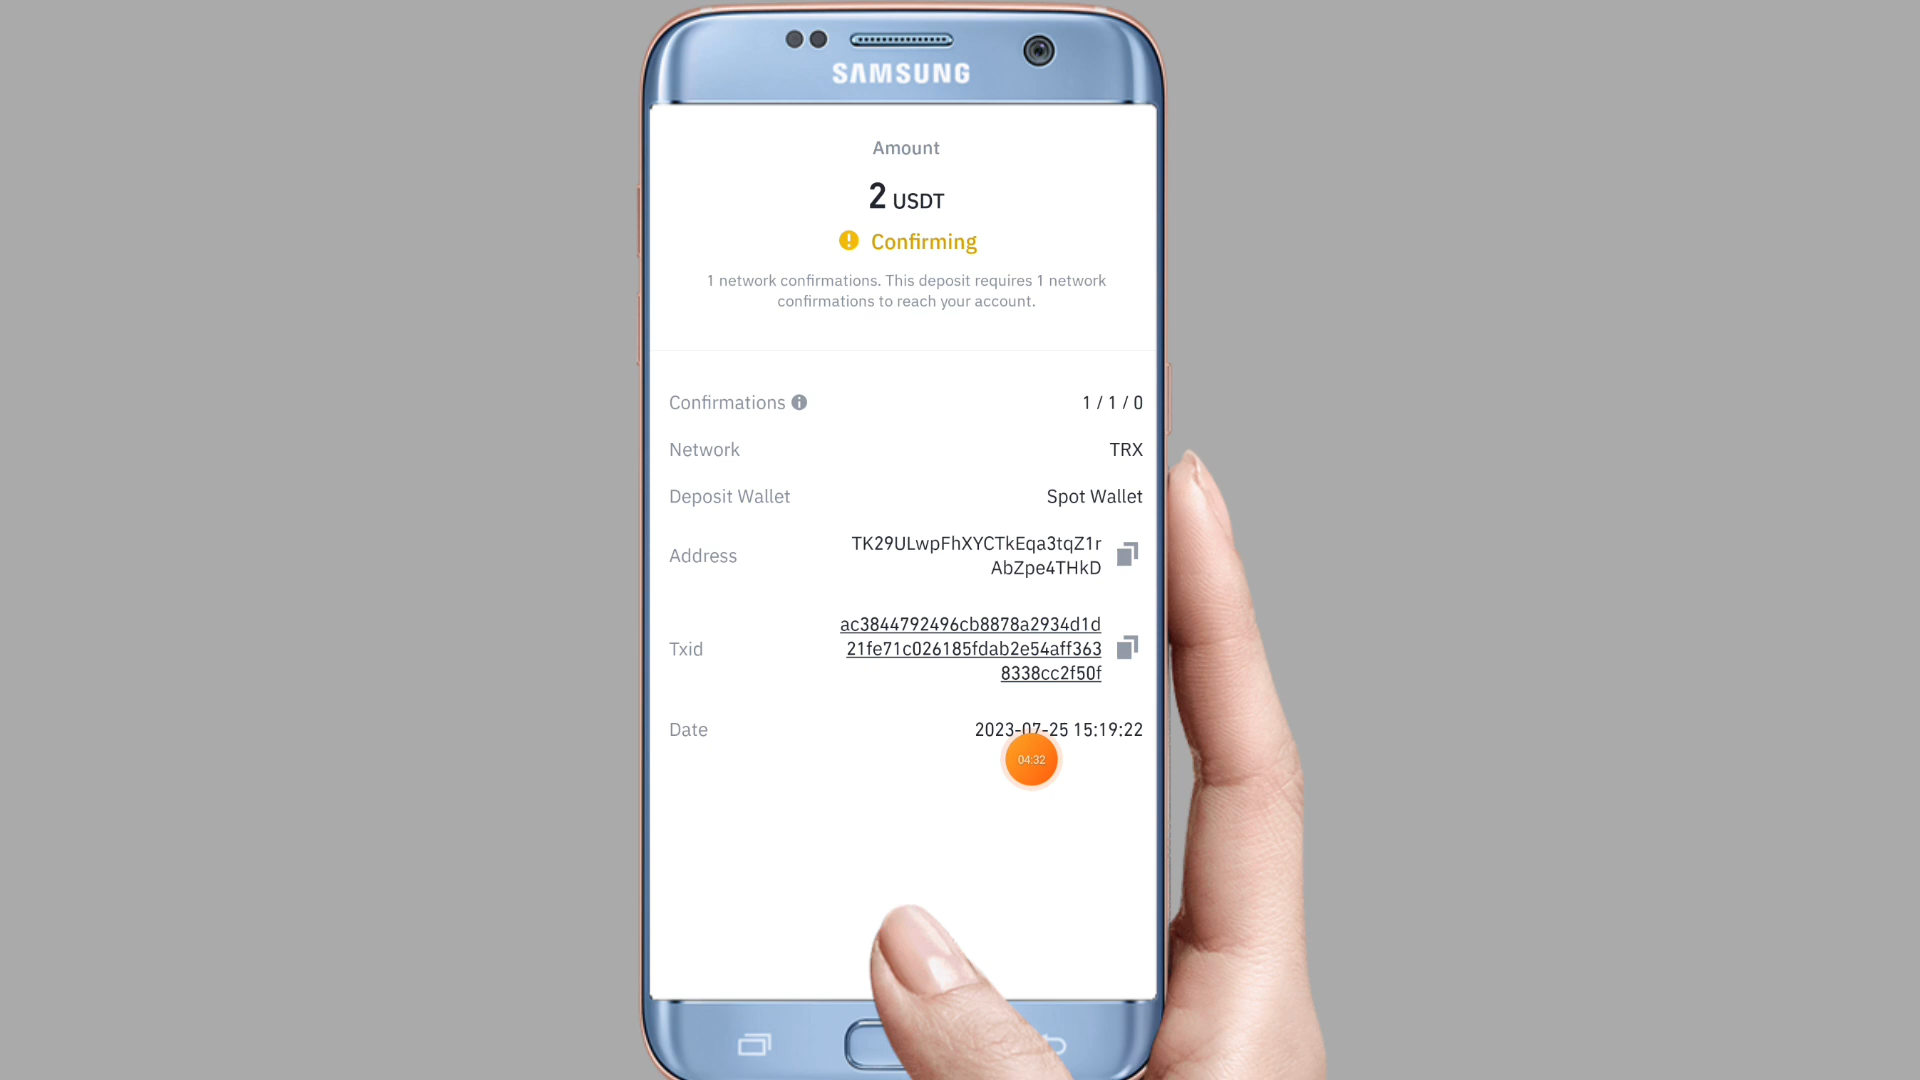 SAMSUNG
Amount
2 USDT
Confirming
1 network confirmations. This deposit requires 1 network
confirmations to reach your account.
Confirmations 1 / 1 / 0
Network TRX
Deposit Wallet Spot Wallet
Address TK29ULwpFhXYCTkEqa3tqZ1r
AbZpe4THkD
Txid ac3844792496cb8878a2934d1d
21fe71c026185fdab2e54aff363
8338cc2f50f
Date 2023-07-25 15:19:22
04:32